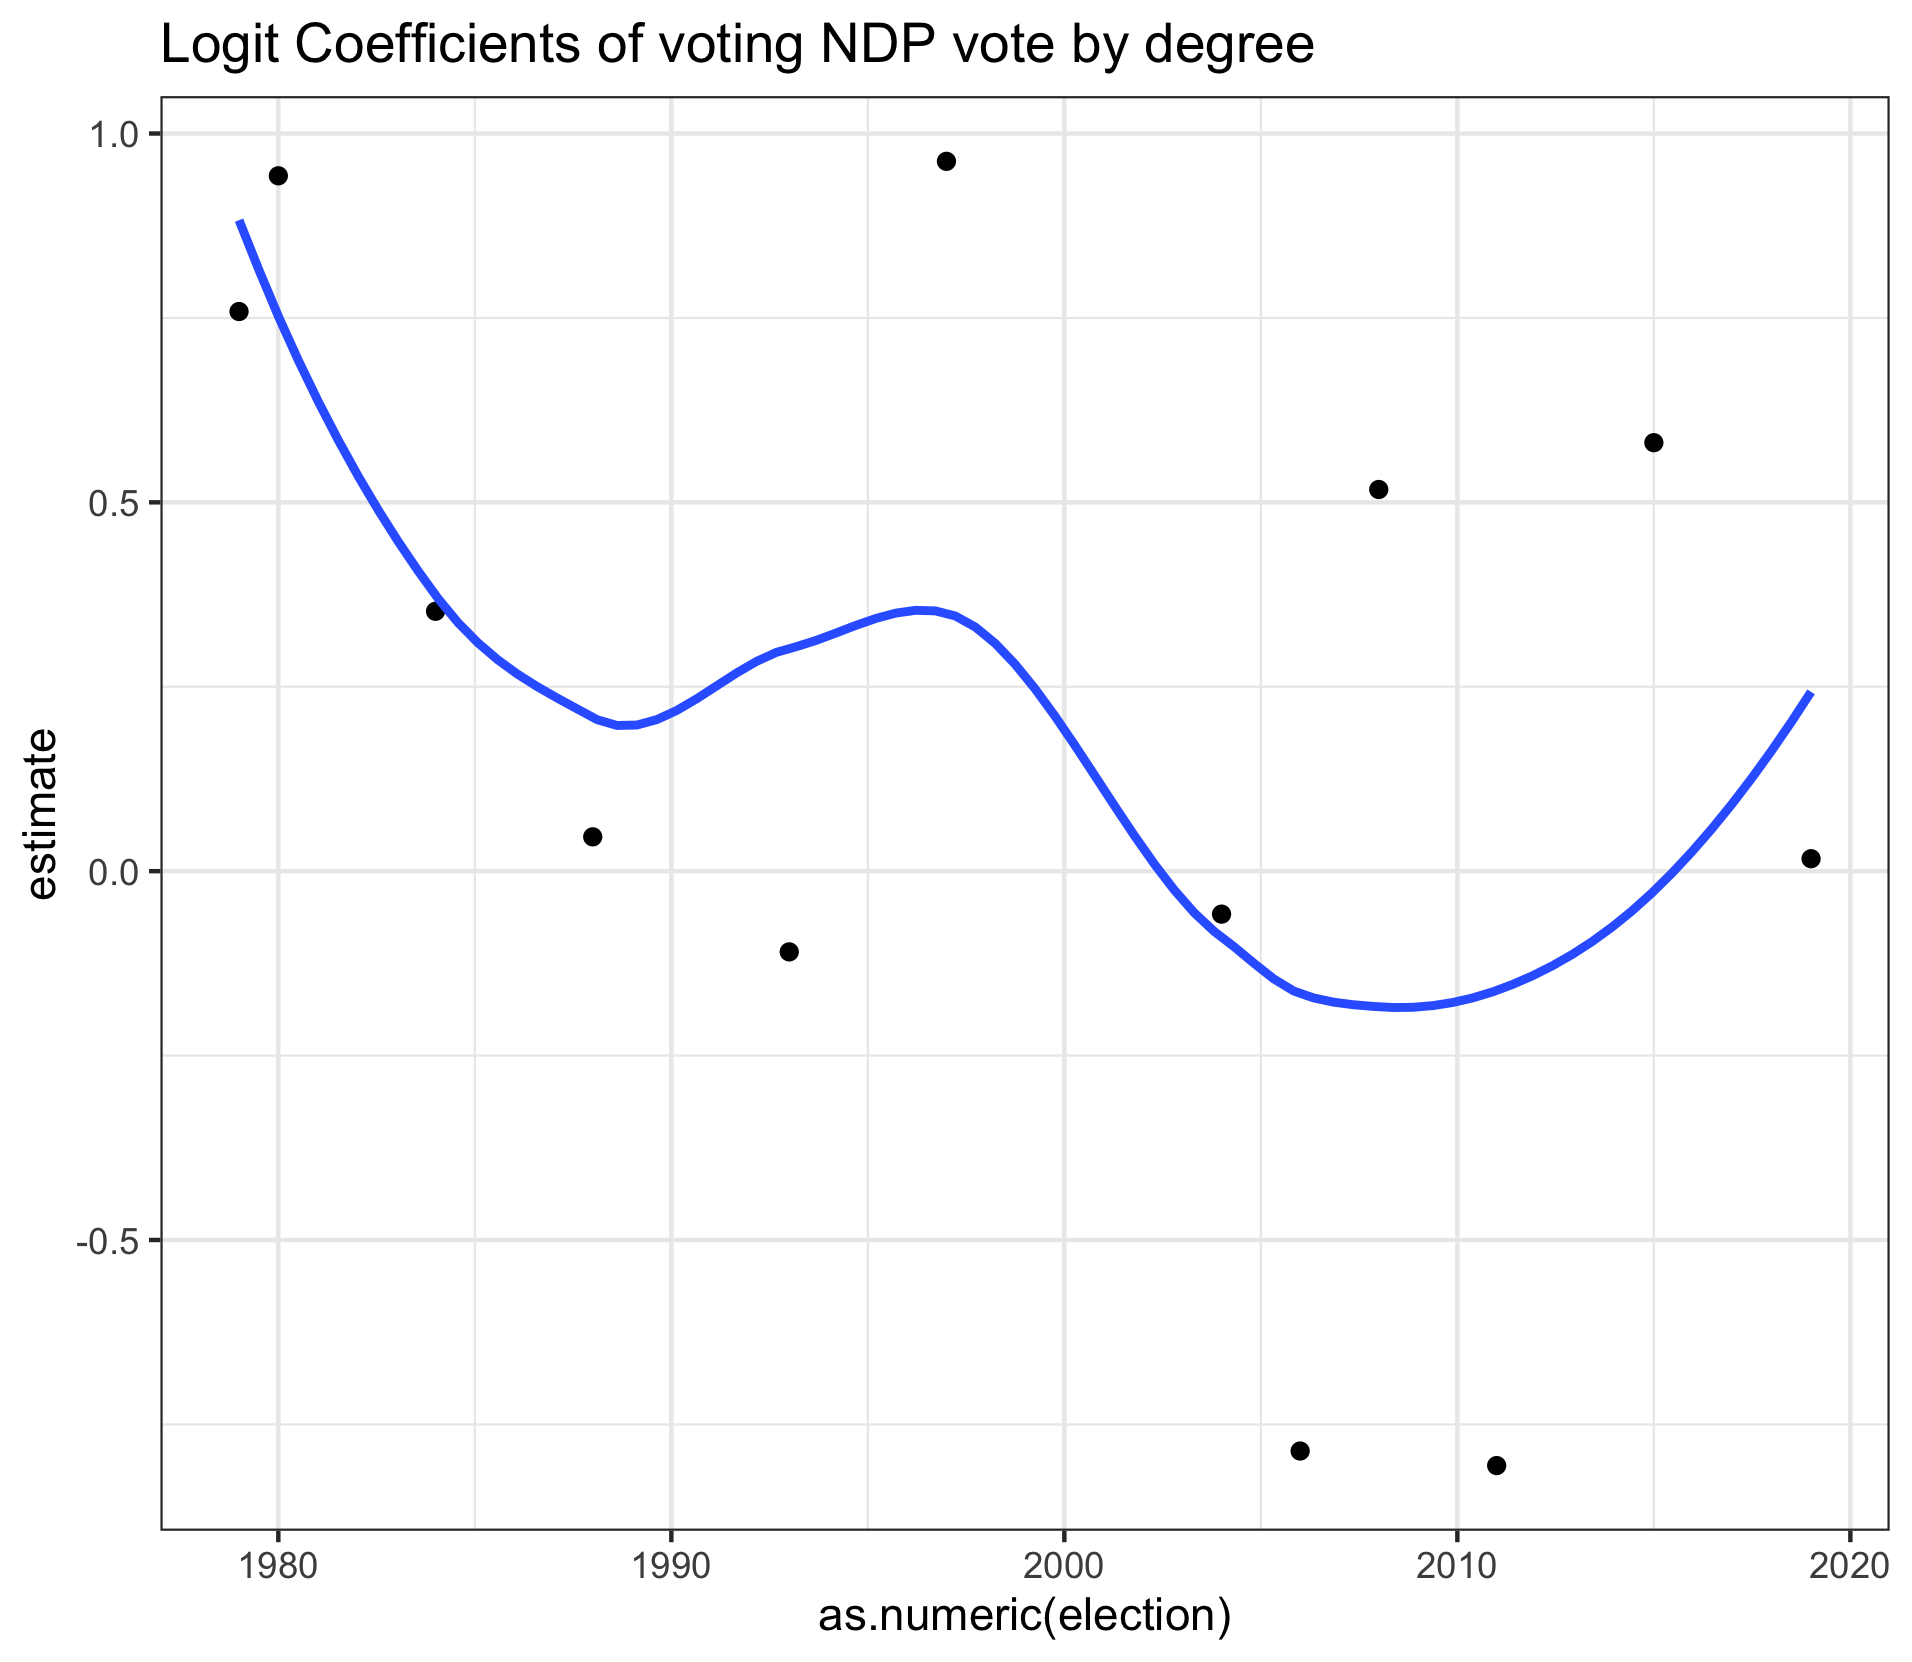 Logit Coefficients of voting NDP vote by degree
1.0
0.5
0.0
-0.5
estimate
1980 1990 2000 2010 2020
as.numeric(election)